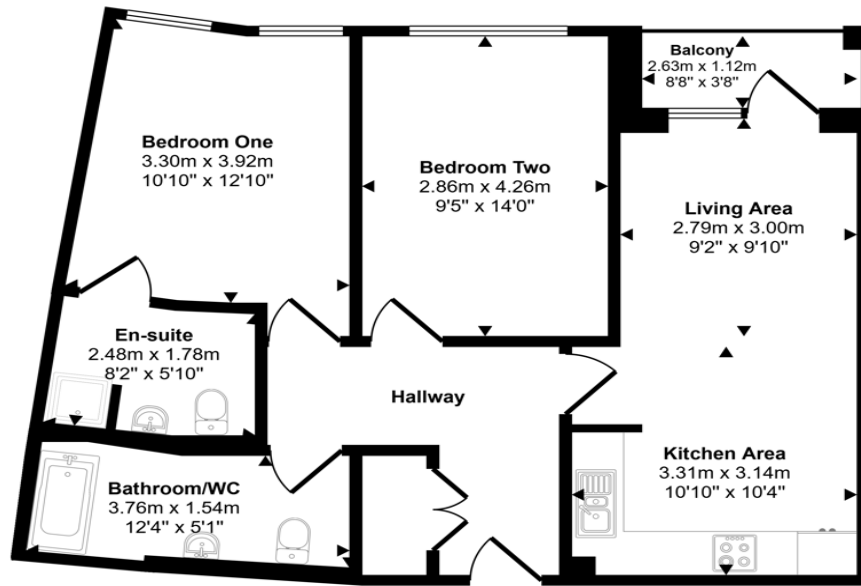 Balcony
2.63m x 1.12m
8'8" x 3'8"
Bedroom One
3.30m x 3.92m
10'10" x 12'10"
Bedroom Two
2.86m x 4.26m
9'5" x 14'0"
Living Area
2.79m x 3.00m
9'2" x 9'10"
En-suite
2.48m x 1.78m
8'2" x 5'10"
Hallway
Kitchen Area
3.31m x 3.14m
10'10" x 10'4"
Bathroom/WC
3.76m x 1.54m
12'4" x 5'1"